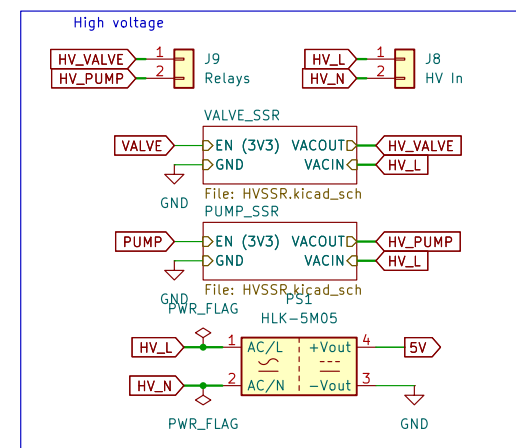 High voltage
HV_VALVE 1 J9
HV_PUMP 2 Relays
HV_L 1 J8
HV_N 2 HV In
VALVE_SSR
VALVE EN (3V3) VACOUT HV_VALVE
GND VACIN HV_L
GND
File: HVSSR.kicad_sch
PUMP_SSR
PUMP EN (3V3) VACOUT HV_PUMP
GND VACIN HV_L
GND
File: HVSSR.kicad_sch
PWR_FLAG
PS1
HLK-5M05
HV_L 1 AC/L +Vout 4 5V
HV_N 2 AC/N -Vout 3
PWR_FLAG
GND